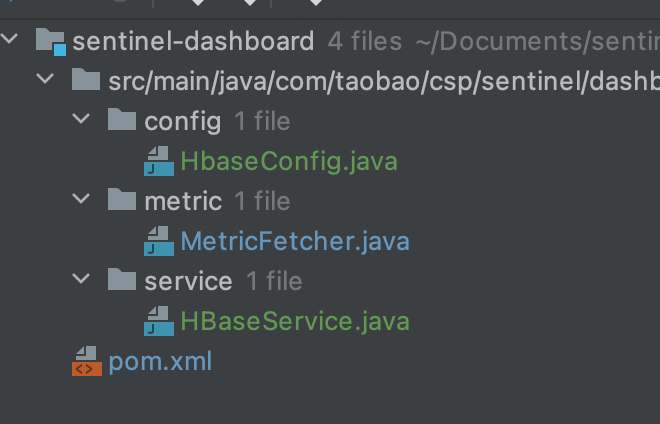 sentinel-dashboard 4 files ~/Documents/sentin
src/main/java/com/taobao/csp/sentinel/dashb
config 1 file
HbaseConfig.java
metric 1 file
MetricFetcher.java
service 1 file
HBaseService.java
pom.xml